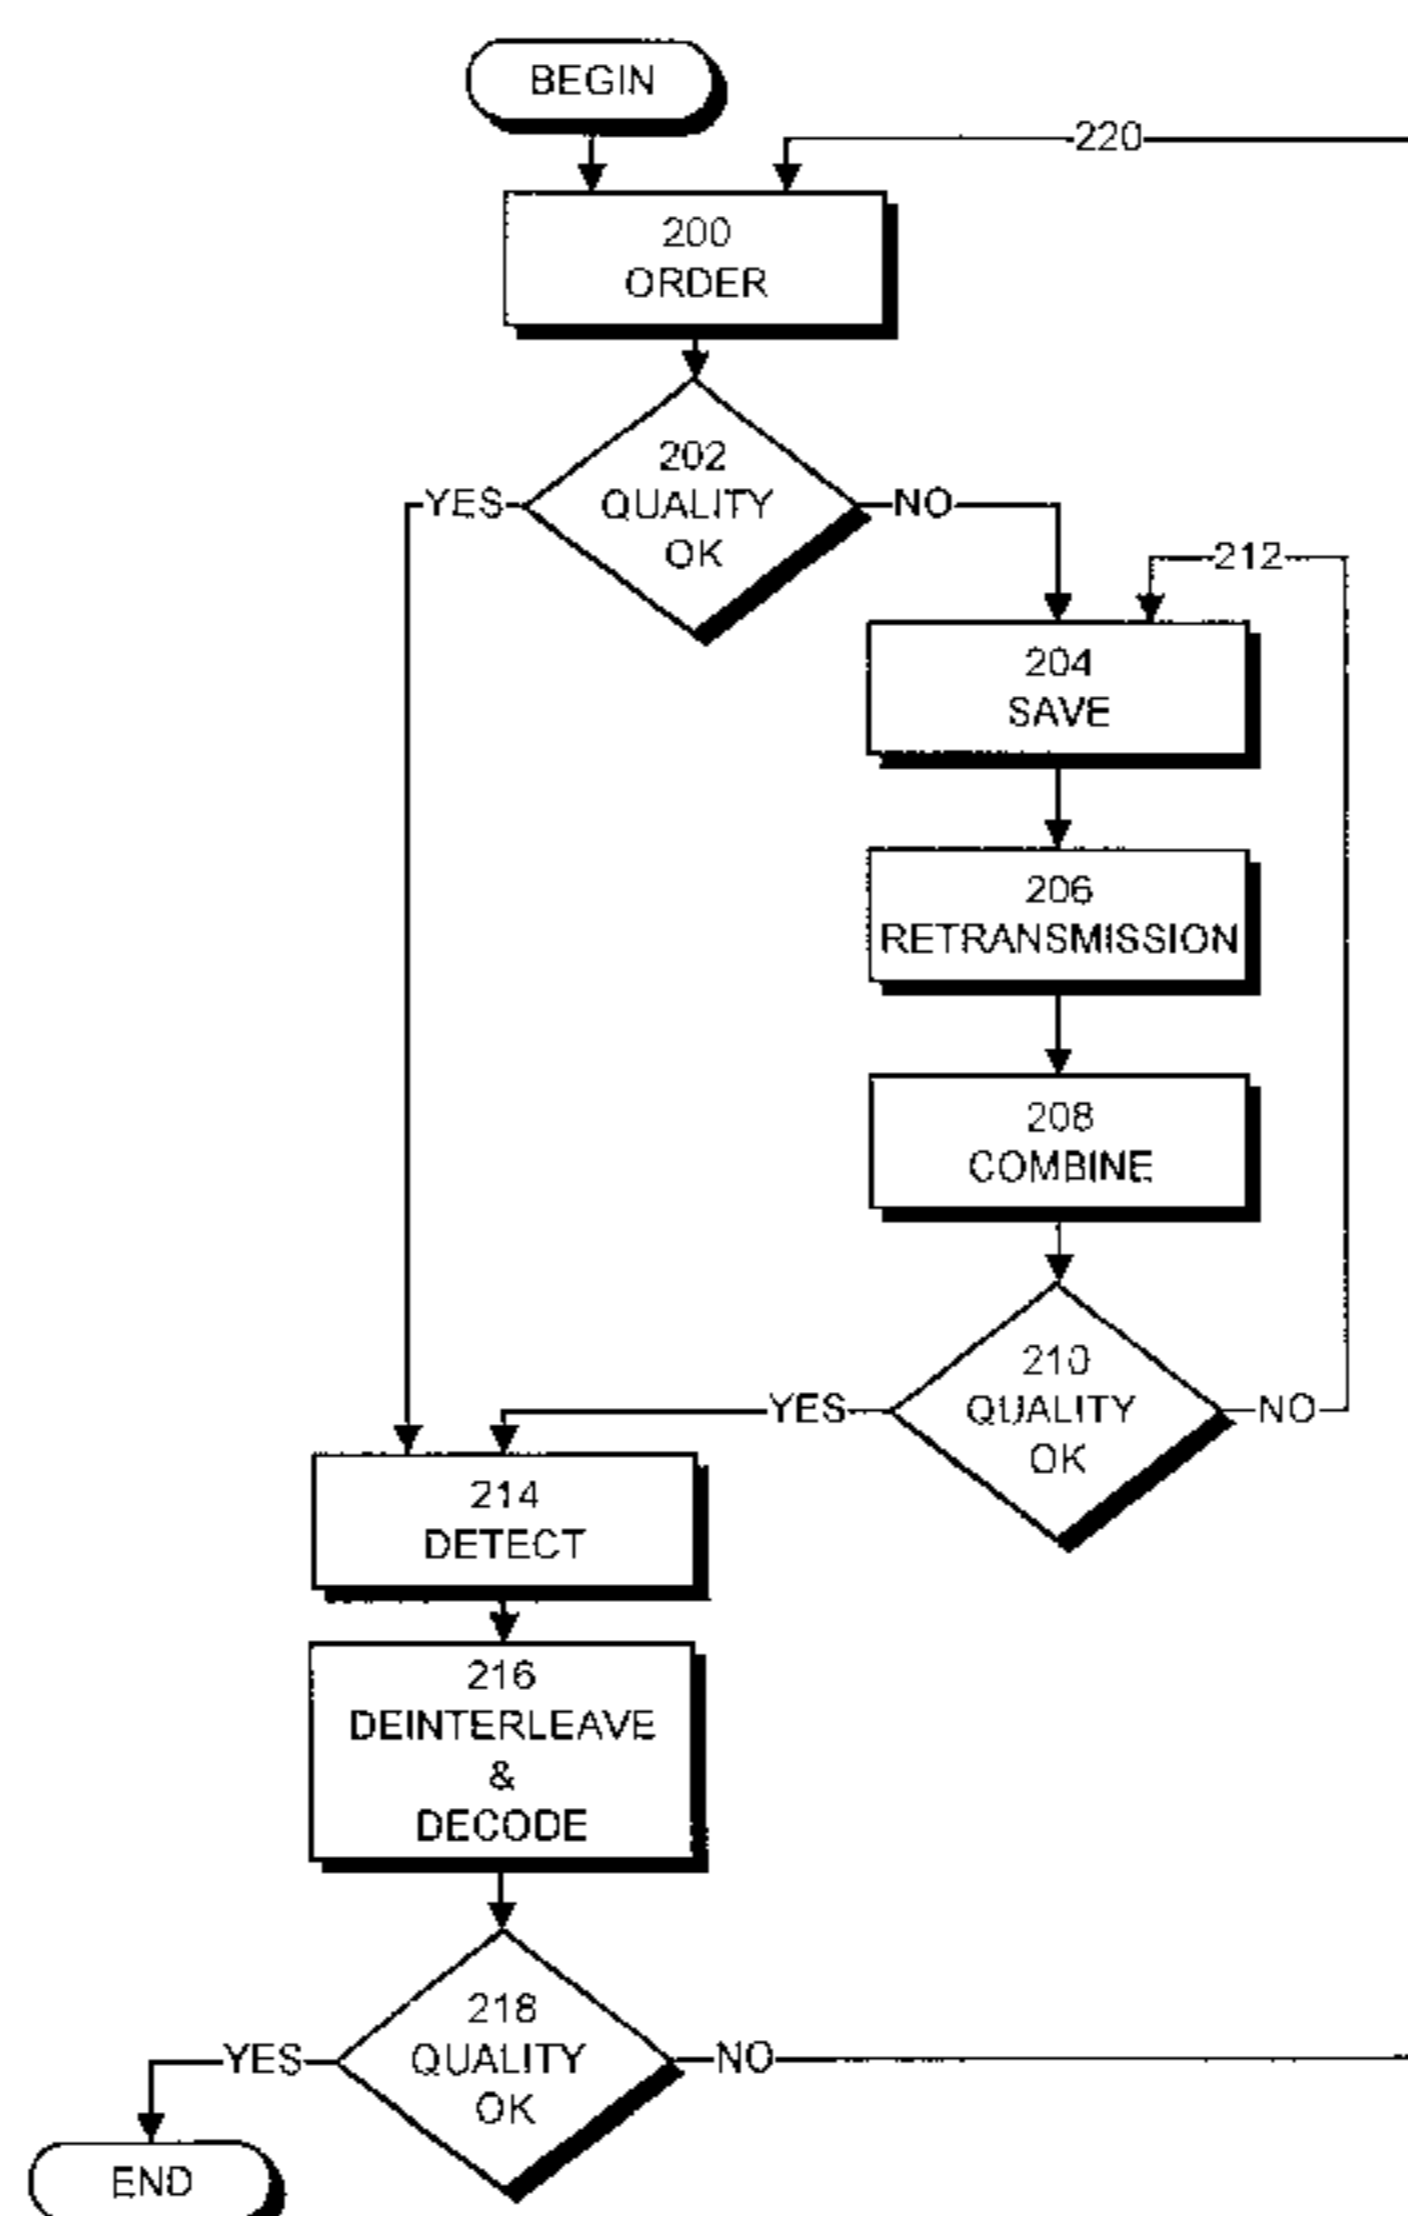 BEGIN
220
200
ORDER
202
QUALITY
OK
YES
NO
212
204
SAVE
206
RETRANSMISSION
208
COMBINE
210
QUALITY
OK
YES
NO
214
DETECT
216
DEINTERLEAVE
&
DECODE
218
QUALITY
OK
YES
NO
END